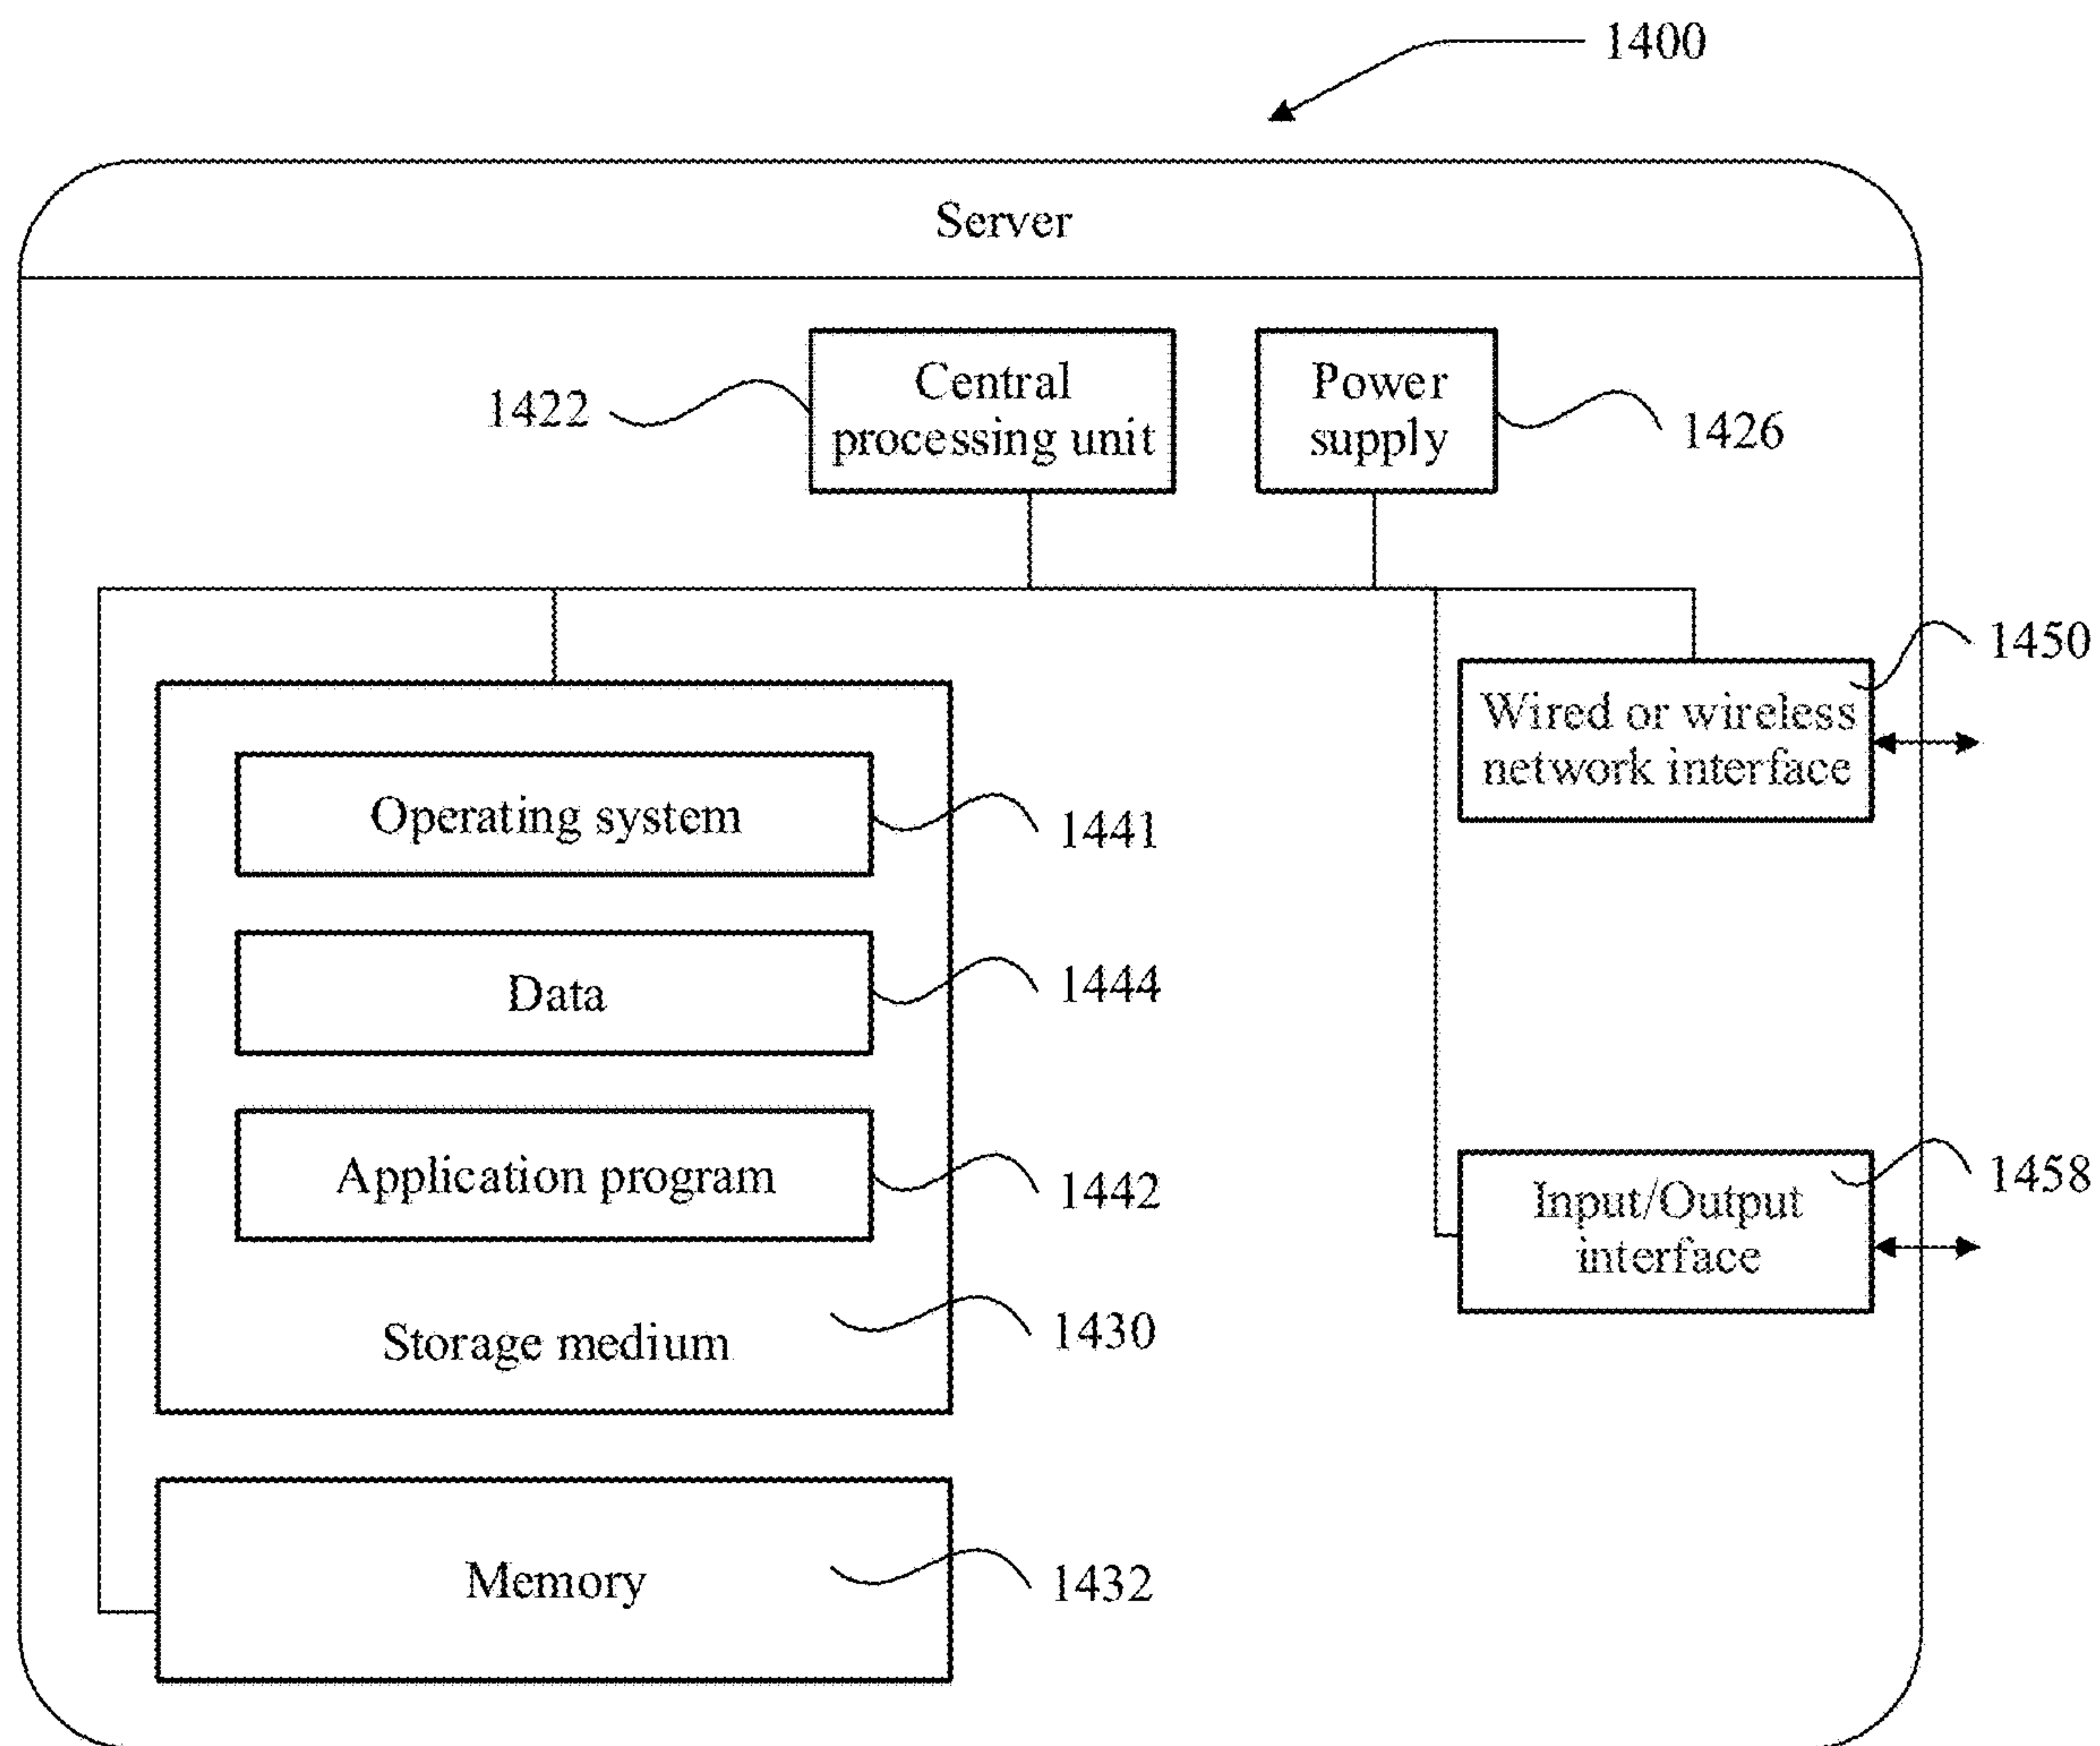 1400
Server
Central
processing unit
1422
Power
supply
1426
1450
Wired or wireless
network interface
Operating system
1441
Data
1444
Application program
1442
1458
Input/Output
interface
Storage medium
1430
Memory
1432